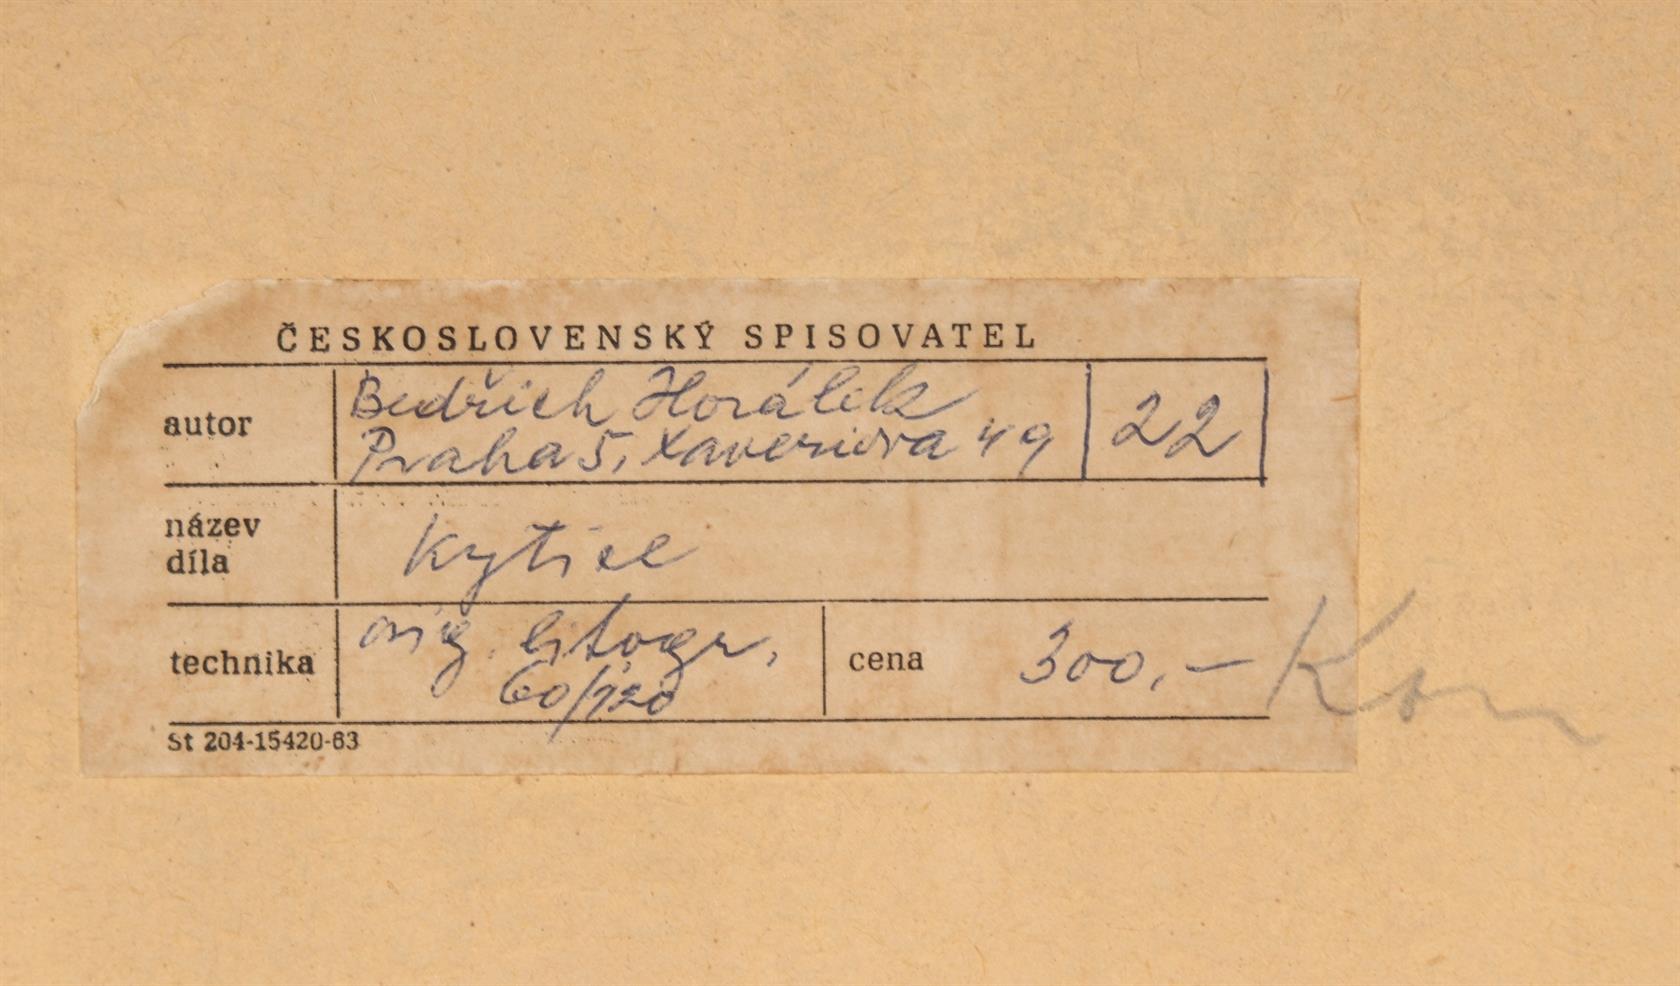 ČESKOSLOVENSKÝ SPISOVATEL
autor
Bedřich Horálek
Praha 5, Xaveriova 49
22
název
díla
Kytice
technika
orig. litogr.
60/120
cena
300,-
St 204-15420-63